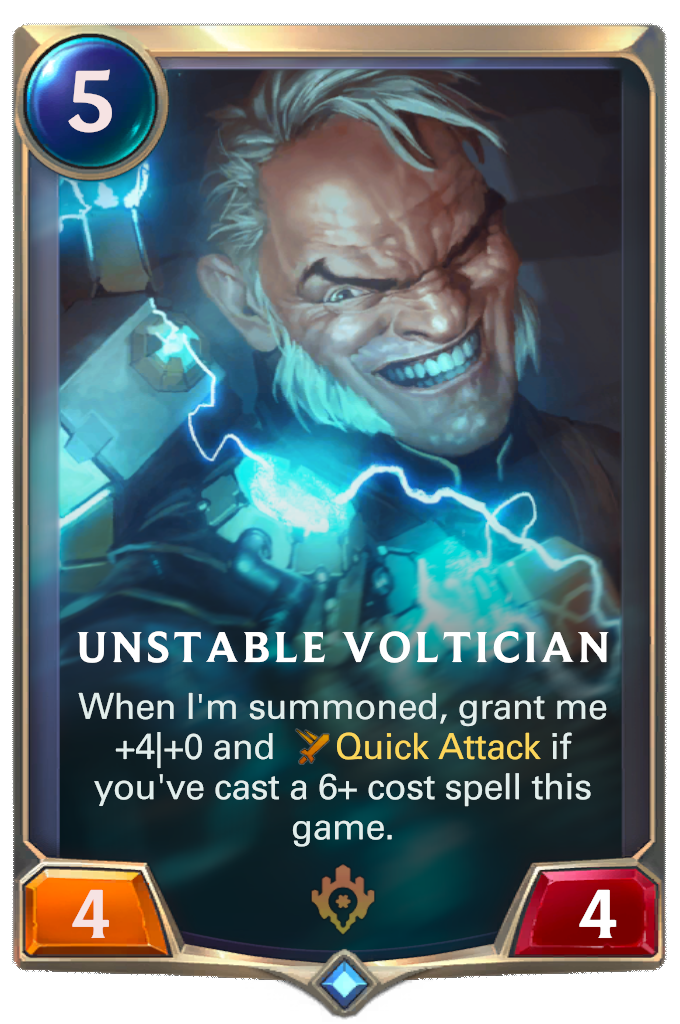 5
UNSTABLE VOLTICIAN
When I'm summoned, grant me
+4|+0 and Quick Attack if
you've cast a 6+ cost spell this
game.
4
4